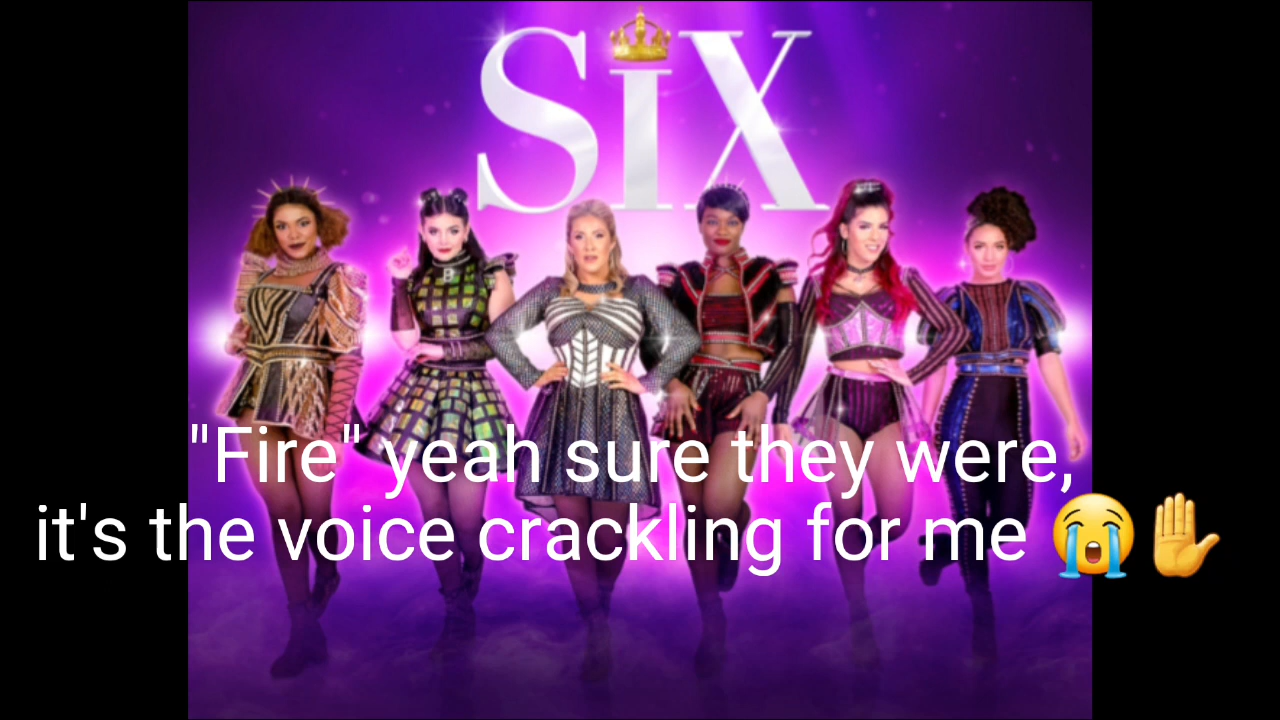 SIX
"Fire" yeah sure they were,
it's the voice crackling for me 😭✋